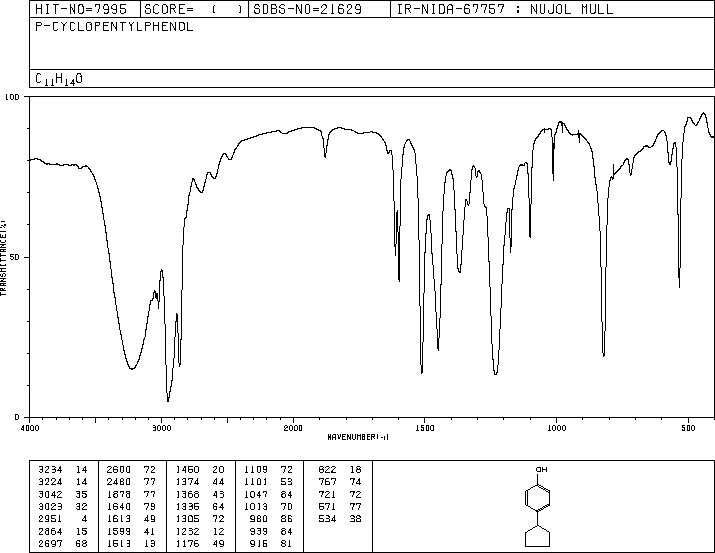 HIT-NO=7995 SCORE= ( ) SDBS-NO=21629 IR-NIDA-67757 : NUJOL MULL
P-CYCLOPENTYLPHENOL
C11H14O
100
50
0
TRANSMITTANCE(%)
4000 3000 2000 1500 1000 500
WAVENUMBER(-1)
3234 14 2600 72 1460 20 1109 72 822 18
3224 14 2480 77 1374 44 1101 53 767 74
3042 35 1878 77 1368 43 1047 84 721 72
3023 32 1640 79 1335 64 1013 70 671 77
2951 4 1613 49 1305 72 980 86 534 38
2864 15 1599 41 1232 12 939 84
2697 68 1513 13 1176 49 916 81
OH